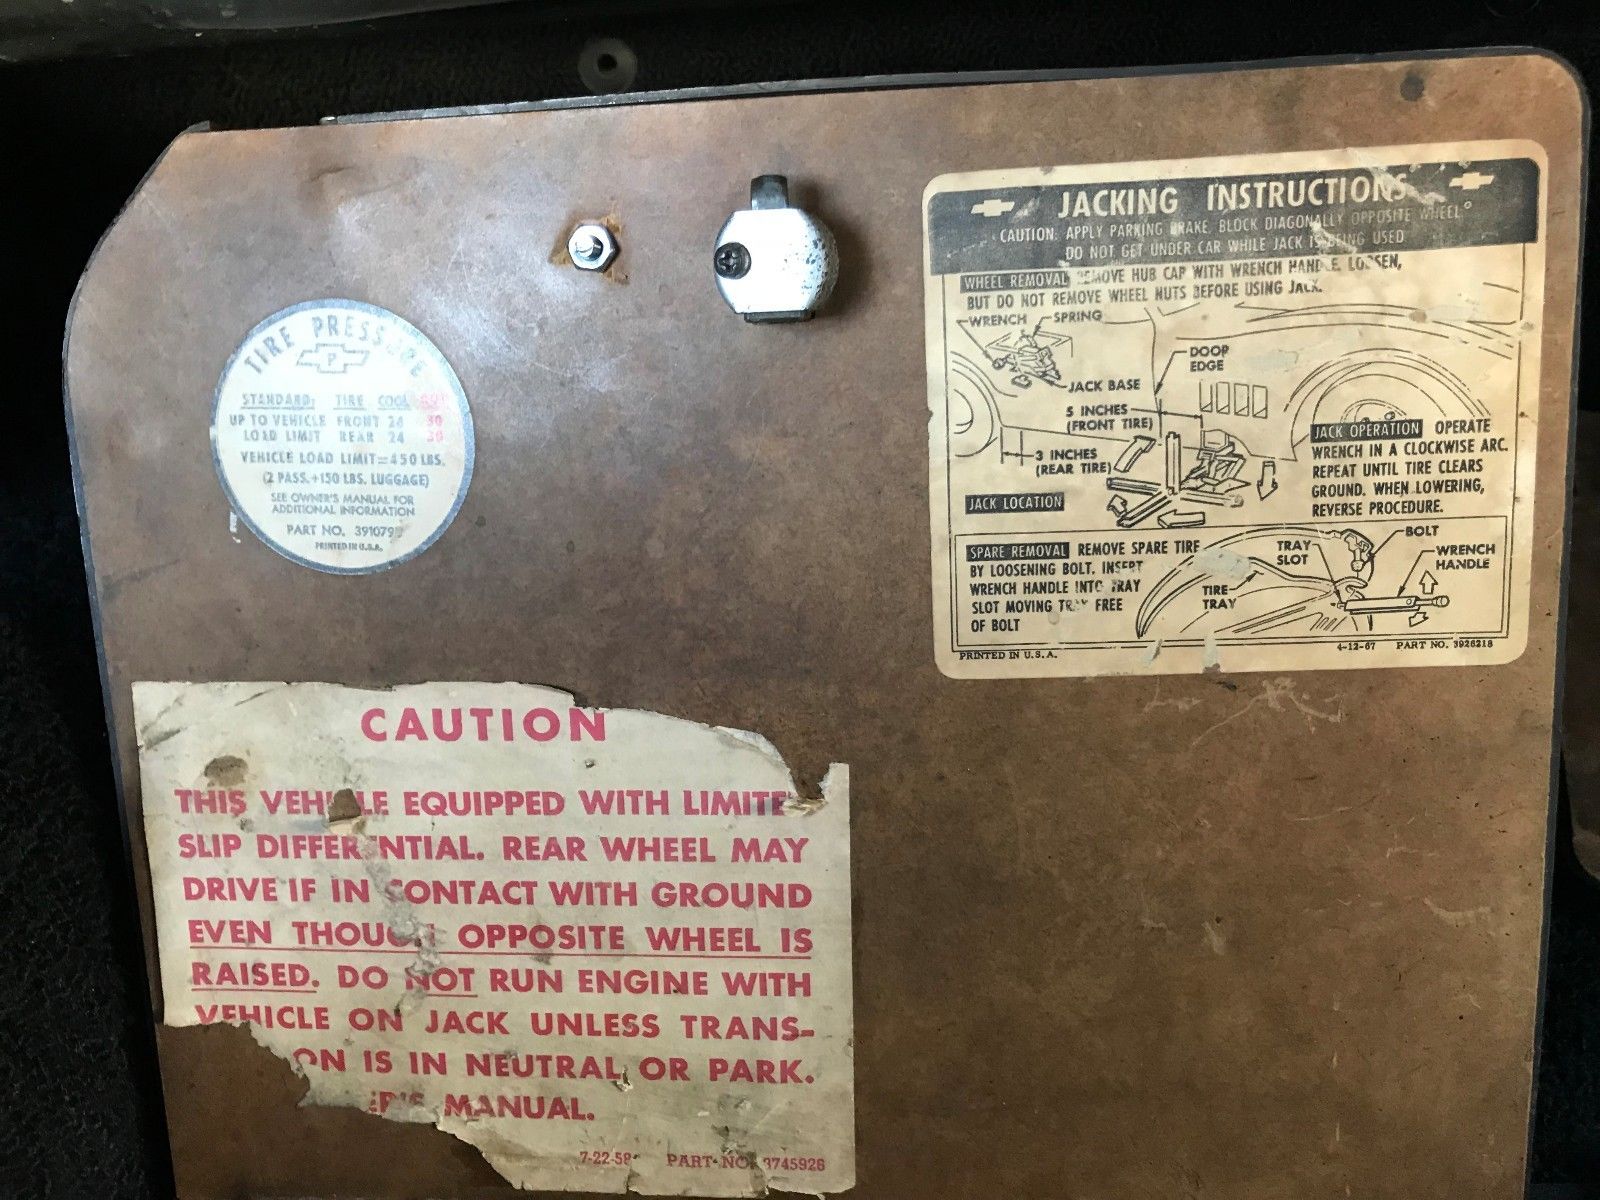 TIRE PRESSURE
STANDARD: TIRE COOL HOT
UP TO VEHICLE FRONT 24 30
LOAD LIMIT REAR 24 30
VEHICLE LOAD LIMIT=450 LBS.
(2 PASS.+150 LBS. LUGGAGE)
SEE OWNER'S MANUAL FOR
ADDITIONAL INFORMATION
PART NO. 391079
PRINTED IN U.S.A.
JACKING INSTRUCTIONS
CAUTION: APPLY PARKING BRAKE, BLOCK DIAGONALLY OPPOSITE WHEEL
DO NOT GET UNDER CAR WHILE JACK IS BEING USED
WHEEL REMOVAL REMOVE HUB CAP WITH WRENCH HANDLE. LOOSEN,
BUT DO NOT REMOVE WHEEL NUTS BEFORE USING JACK.
WRENCH
SPRING
DOOR
EDGE
JACK BASE
5 INCHES
(FRONT TIRE)
3 INCHES
(REAR TIRE)
JACK LOCATION
JACK OPERATION OPERATE
WRENCH IN A CLOCKWISE ARC.
REPEAT UNTIL TIRE CLEARS
GROUND. WHEN LOWERING,
REVERSE PROCEDURE.
SPARE REMOVAL REMOVE SPARE TIRE
BY LOOSENING BOLT. INSERT
WRENCH HANDLE INTO TRAY
SLOT MOVING TRAY FREE
OF BOLT
TRAY
SLOT
BOLT
WRENCH
HANDLE
TIRE
TRAY
PRINTED IN U.S.A.
4-12-67 PART NO. 3926218
CAUTION
THIS VEHICLE EQUIPPED WITH LIMITE
SLIP DIFFERENTIAL. REAR WHEEL MAY
DRIVE IF IN CONTACT WITH GROUND
EVEN THOUGH OPPOSITE WHEEL IS
RAISED. DO NOT RUN ENGINE WITH
VEHICLE ON JACK UNLESS TRANS-
ON IS IN NEUTRAL OR PARK.
ER'S MANUAL.
7-22-58 PART NO. 3745926